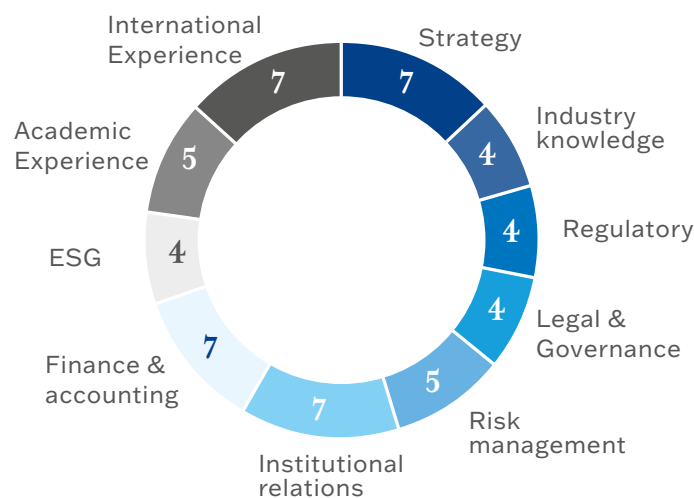 International
Experience
7
Strategy
7
Industry
knowledge
4
Regulatory
4
Legal &
Governance
4
Risk
management
5
Institutional
relations
7
Finance &
accounting
7
ESG
4
Academic
Experience
5